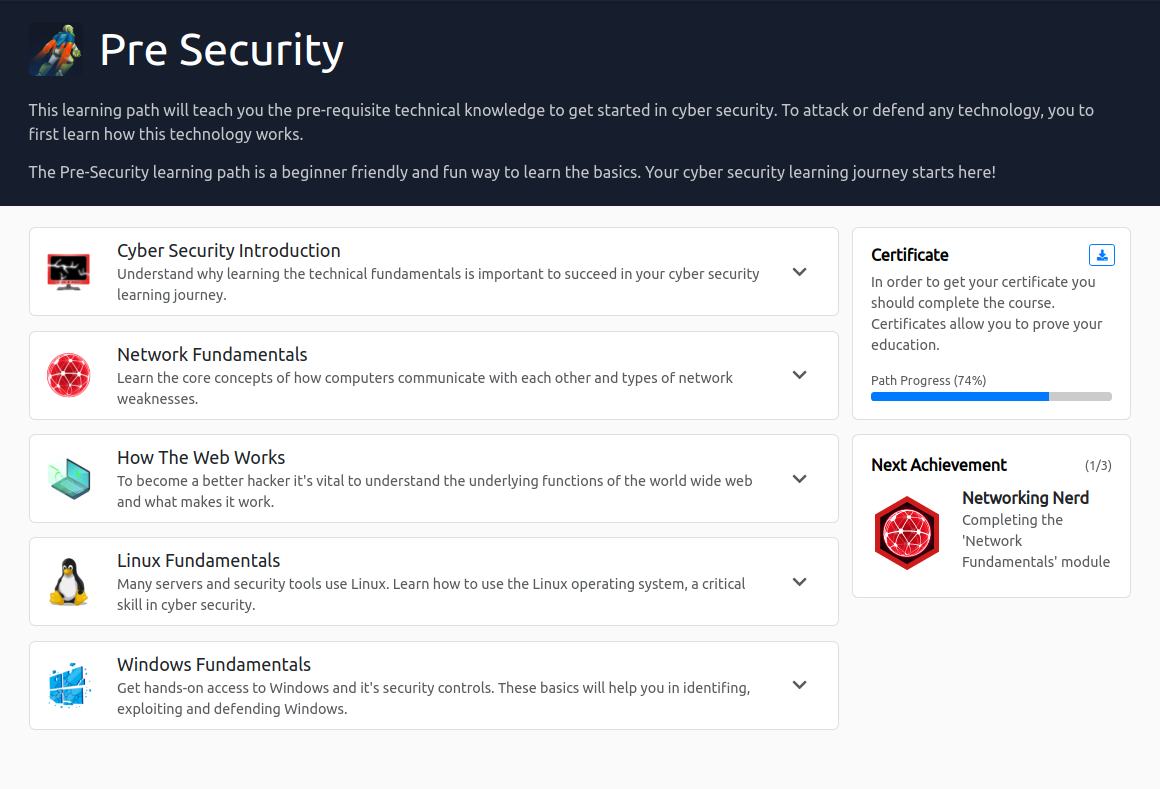 Pre Security
This learning path will teach you the pre-requisite technical knowledge to get started in cyber security. To attack or defend any technology, you to
first learn how this technology works.
The Pre-Security learning path is a beginner friendly and fun way to learn the basics. Your cyber security learning journey starts here!
Cyber Security Introduction
Understand why learning the technical fundamentals is important to succeed in your cyber security
learning journey.
Network Fundamentals
Learn the core concepts of how computers communicate with each other and types of network
weaknesses.
How The Web Works
To become a better hacker it's vital to understand the underlying functions of the world wide web
and what makes it work.
Linux Fundamentals
Many servers and security tools use Linux. Learn how to use the Linux operating system, a critical
skill in cyber security.
Windows Fundamentals
Get hands-on access to Windows and it's security controls. These basics will help you in identifing,
exploiting and defending Windows.
Certificate
In order to get your certificate you
should complete the course.
Certificates allow you to prove your
education.
Path Progress (74%)
Next Achievement (1/3)
Networking Nerd
Completing the
'Network
Fundamentals' module